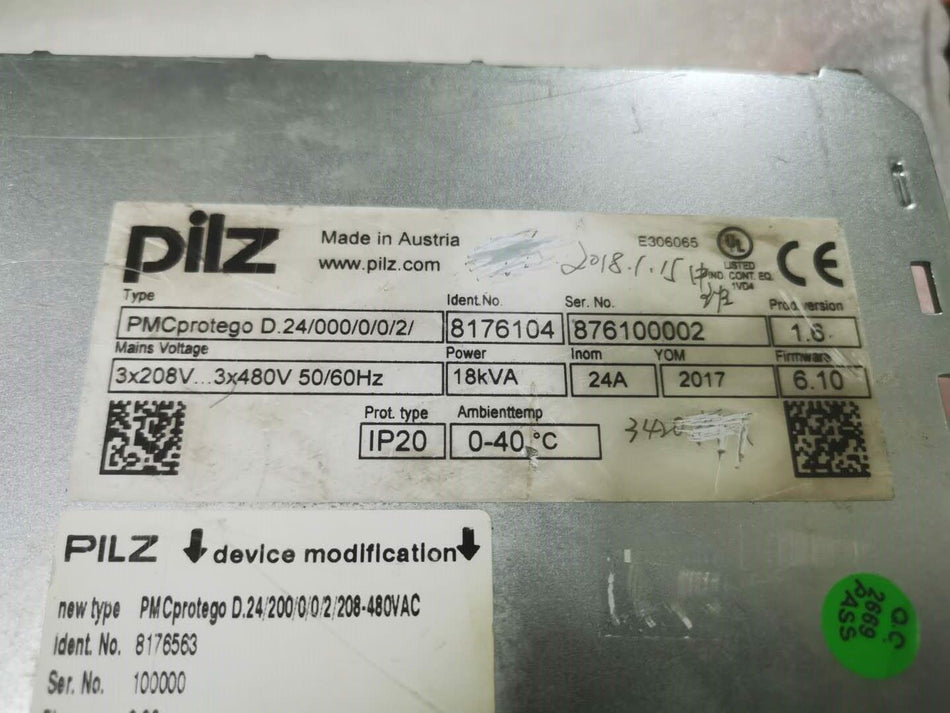 pilz
Made in Austria
www.pilz.com
2018.1.15
E306065
UL
LISTED
IND. CONT. EQ.
1VD4
CE
Type
Ident.No.
Ser. No.
Prod.version
PMCprotego D.24/000/0/0/2/
8176104
876100002
1.6
Mains Voltage
Power
Inom
YOM
Firmware
3x208V...3x480V 50/60Hz
18kVA
24A
2017
6.10
Prot. type
Ambienttemp
IP20
0-40 °C
PILZ
device modification
new type PMCprotego D.24/200/0/0/2/208-480VAC
Ident. No. 8176563
Ser. No. 100000
Q.C
2669
PASS